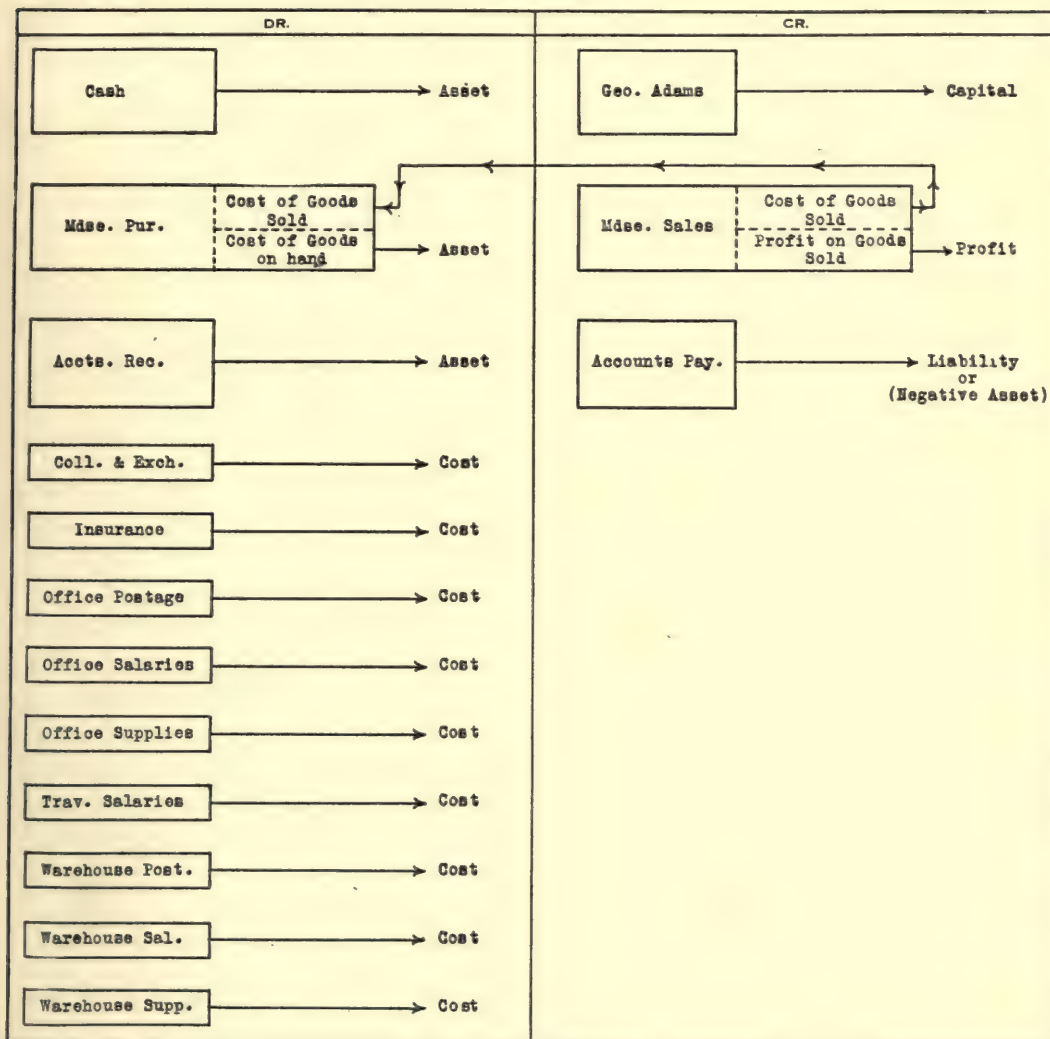 DR.
CR.
Cash
Asset
Geo. Adams
Capital
Mdse. Pur.
Cost of Goods
Sold
Cost of Goods
on hand
Asset
Mdse. Sales
Cost of Goods
Sold
Profit on Goods
Sold
Profit
Accts. Rec.
Asset
Accounts Pay.
Liability
or
(Negative Asset)
Coll. & Exch.
Cost
Insurance
Cost
Office Postage
Cost
Office Salaries
Cost
Office Supplies
Cost
Trav. Salaries
Cost
Warehouse Post.
Cost
Warehouse Sal.
Cost
Warehouse Supp.
Cost